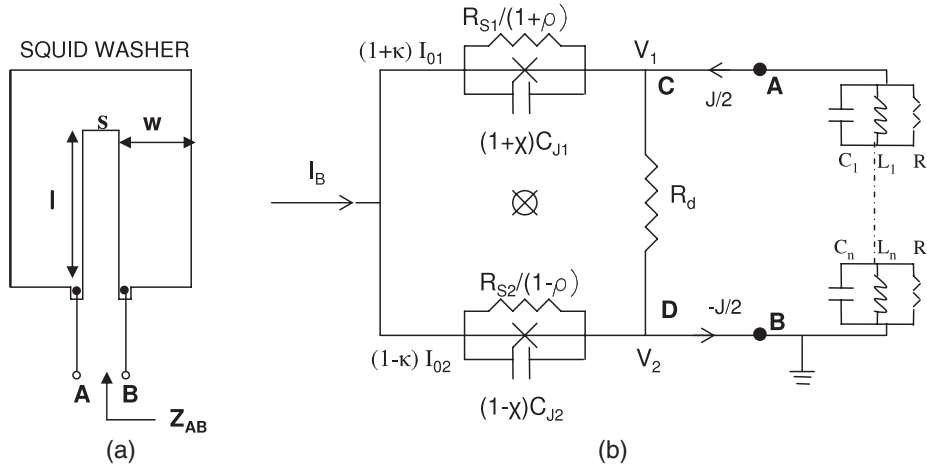 SQUID WASHER
s
w
l
A
B
Z_AB
(a)
I_B
R_S1/(1+ρ)
(1+κ) I_01
(1+χ)C_J1
V_1
C
J/2
A
R_d
C_1 L_1 R
C_n L_n R
R_S2/(1-ρ)
(1-κ) I_02
(1-χ)C_J2
D
V_2
-J/2
B
(b)